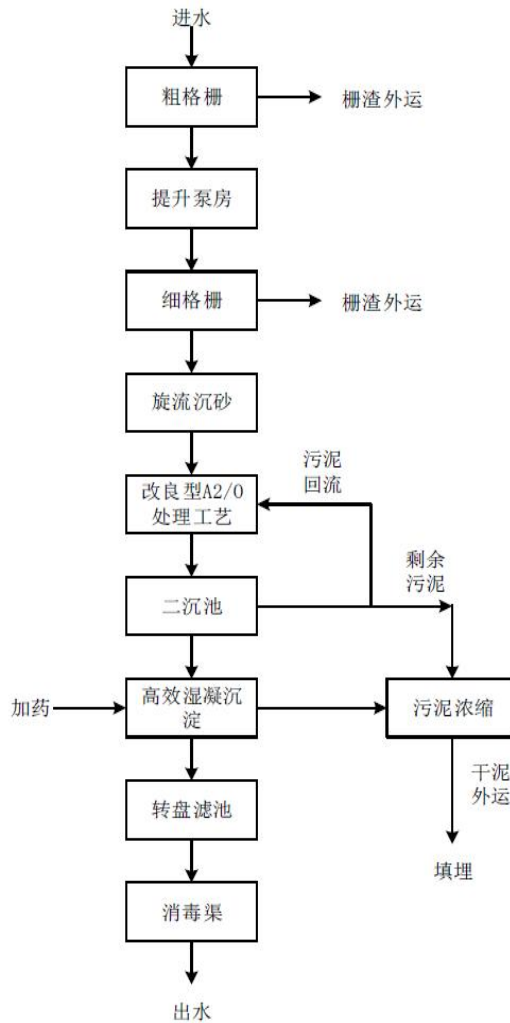 进水
粗格栅
栅渣外运
提升泵房
细格栅
栅渣外运
旋流沉砂
污泥
回流
改良型A2/O
处理工艺
剩余
污泥
二沉池
加药
高效湿凝沉
淀
污泥浓缩
干泥
外运
转盘滤池
填埋
消毒渠
出水